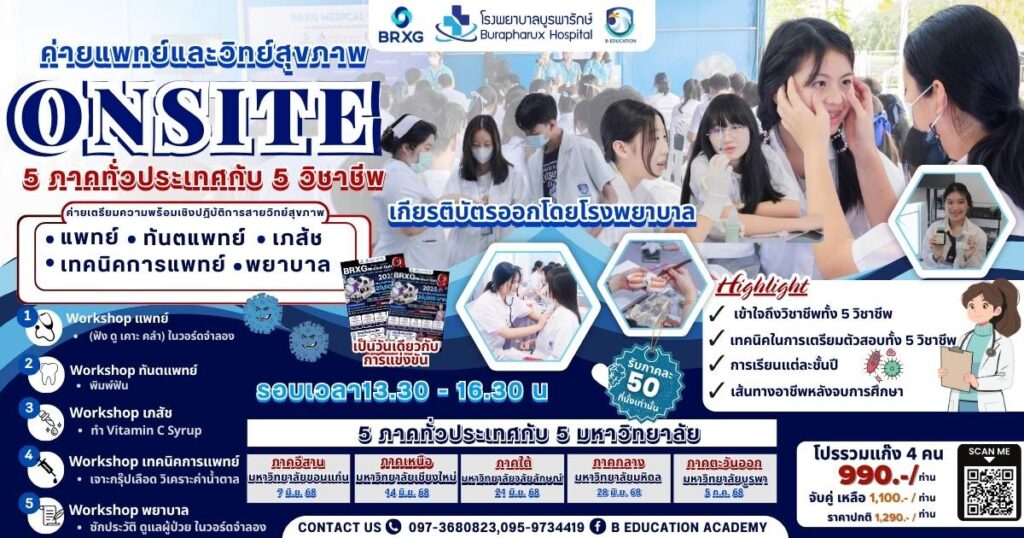 BRXG
โรงพยาบาลบูรพารักษ์
Burapharux Hospital
B-EDUCATION
ค่ายแพทย์และวิทย์สุขภาพ
ONSITE
5 ภาคทั่วประเทศกับ 5 วิชาชีพ
ค่ายเตรียมความพร้อมเชิงปฏิบัติการสายวิทย์สุขภาพ
• แพทย์ • ทันตแพทย์ • เภสัช
• เทคนิคการแพทย์ • พยาบาล
เกียรติบัตรออกโดยโรงพยาบาล
1 Workshop แพทย์
• (ฟัง ดู เคาะ คลำ) ในวอร์ดจำลอง
2 Workshop ทันตแพทย์
• พิมพ์ฟัน
3 Workshop เภสัช
• ทำ Vitamin C Syrup
4 Workshop เทคนิคการแพทย์
• เจาะกรุ๊ปเลือด วิเคราะค่าน้ำตาล
5 Workshop พยาบาล
• ซักประวัติ ดูแลผู้ป่วย ในวอร์ดจำลอง
BRXG
BRXG
เป็นวันเดียวกับ
การแข่งขัน
รอบเวลา13.30 - 16.30 น
รับภาคละ
50
ที่นั่งเท่านั้น
Highlight
✓ เข้าใจถึงวิชาชีพทั้ง 5 วิชาชีพ
✓ เทคนิคในการเตรียมตัวสอบทั้ง 5 วิชาชีพ
✓ การเรียนแต่ละชั้นปี
✓ เส้นทางอาชีพหลังจบการศึกษา
5 ภาคทั่วประเทศกับ 5 มหาวิทยาลัย
ภาคอีสาน
มหาวิทยาลัยขอนแก่น
7 มิ.ย. 68
ภาคเหนือ
มหาวิทยาลัยเชียงใหม่
14 มิ.ย. 68
ภาคใต้
มหาวิทยาลัยวลัยลักษณ์
21 มิ.ย. 68
ภาคกลาง
มหาวิทยาลัยมหิดล
28 มิ.ย. 68
ภาคตะวันออก
มหาวิทยาลัยบูรพา
5 ก.ค. 68
โปรรวมแก๊ง 4 คน
990.-/ท่าน
จับคู่ เหลือ 1,100.-/ท่าน
ราคาปกติ 1,290.-/ท่าน
SCAN ME
CONTACT US 097-3680823,095-9734419 B EDUCATION ACADEMY